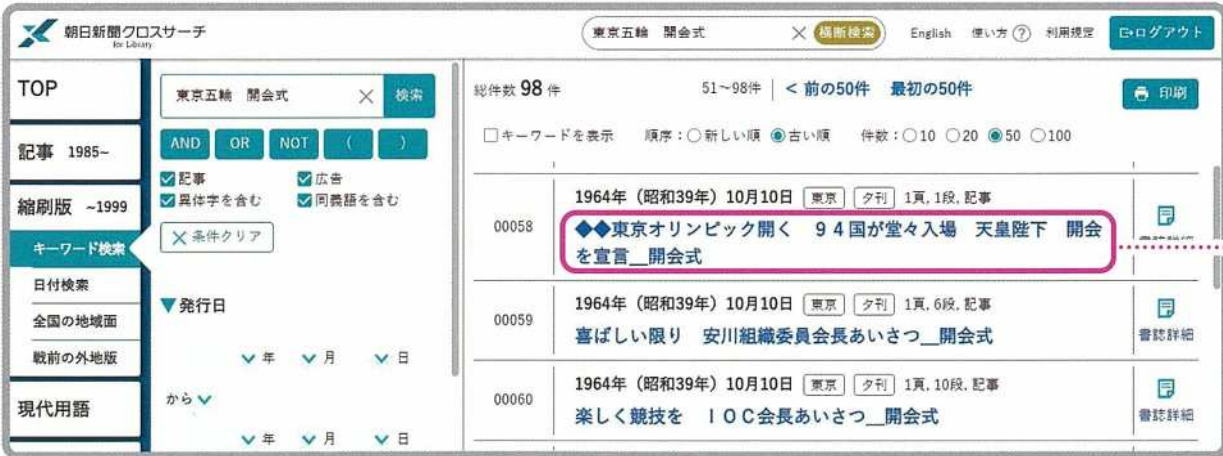 朝日新聞クロスサーチ
for Library
東京五輪 開会式 × 横断検索 English 使い方 ? 利用規定 ログアウト
TOP
記事 1985~
縮刷版 ~1999
キーワード検索
日付検索
全国の地域面
戦前の外地版
現代用語
東京五輪 開会式 × 検索
AND OR NOT ( )
記事 広告
異体字を含む 同義語を含む
× 条件クリア
▼発行日
年 月 日
から
年 月 日
総件数 98 件 51~98件 | < 前の50件 最初の50件 印刷
キーワードを表示 順序:新しい順 古い順 件数:10 20 50 100
00058
1964年(昭和39年)10月10日 東京 夕刊 1頁, 1段, 記事
◆◆東京オリンピック開く 94国が堂々入場 天皇陛下 開会
を宣言__開会式
00059
1964年(昭和39年)10月10日 東京 夕刊 1頁, 6段, 記事
喜ばしい限り 安川組織委員会長あいさつ__開会式
書誌詳細
00060
1964年(昭和39年)10月10日 東京 夕刊 1頁, 10段, 記事
楽しく競技を IOC会長あいさつ__開会式
書誌詳細